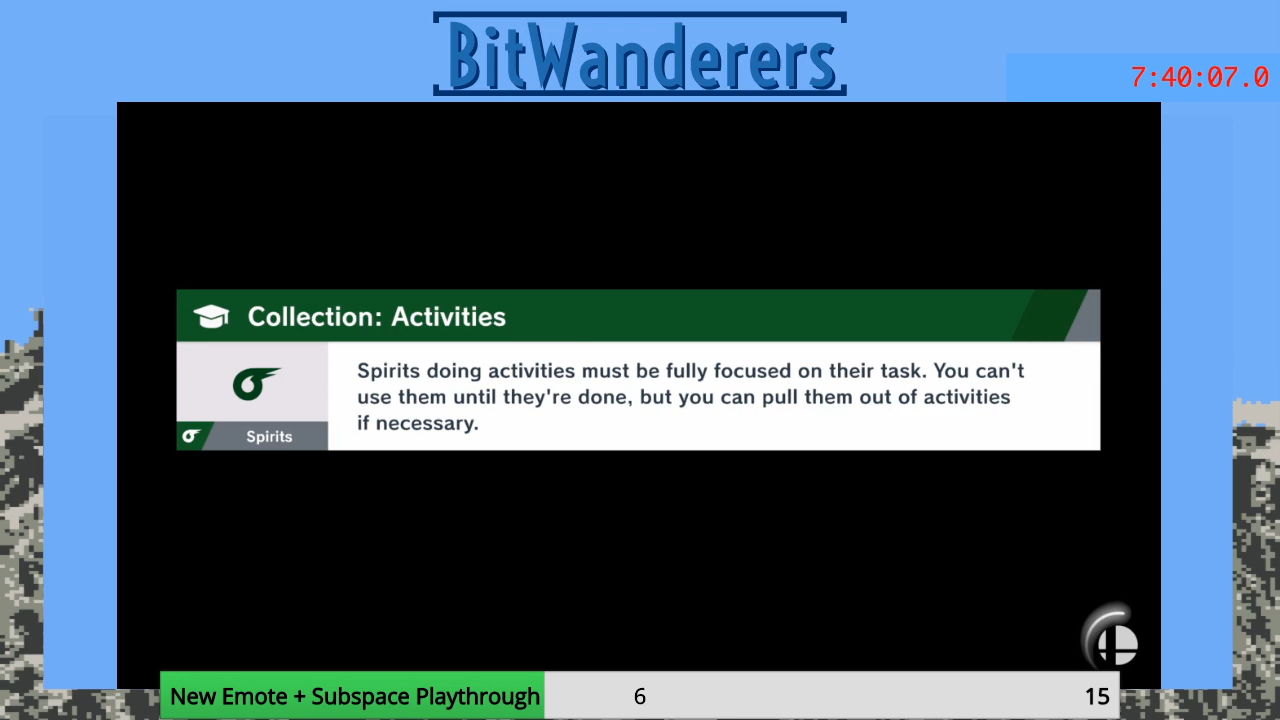 BitWanderers
7:40:07.0
Collection: Activities
Spirits doing activities must be fully focused on their task. You can't
use them until they're done, but you can pull them out of activities
if necessary.
Spirits
New Emote + Subspace Playthrough 6 15